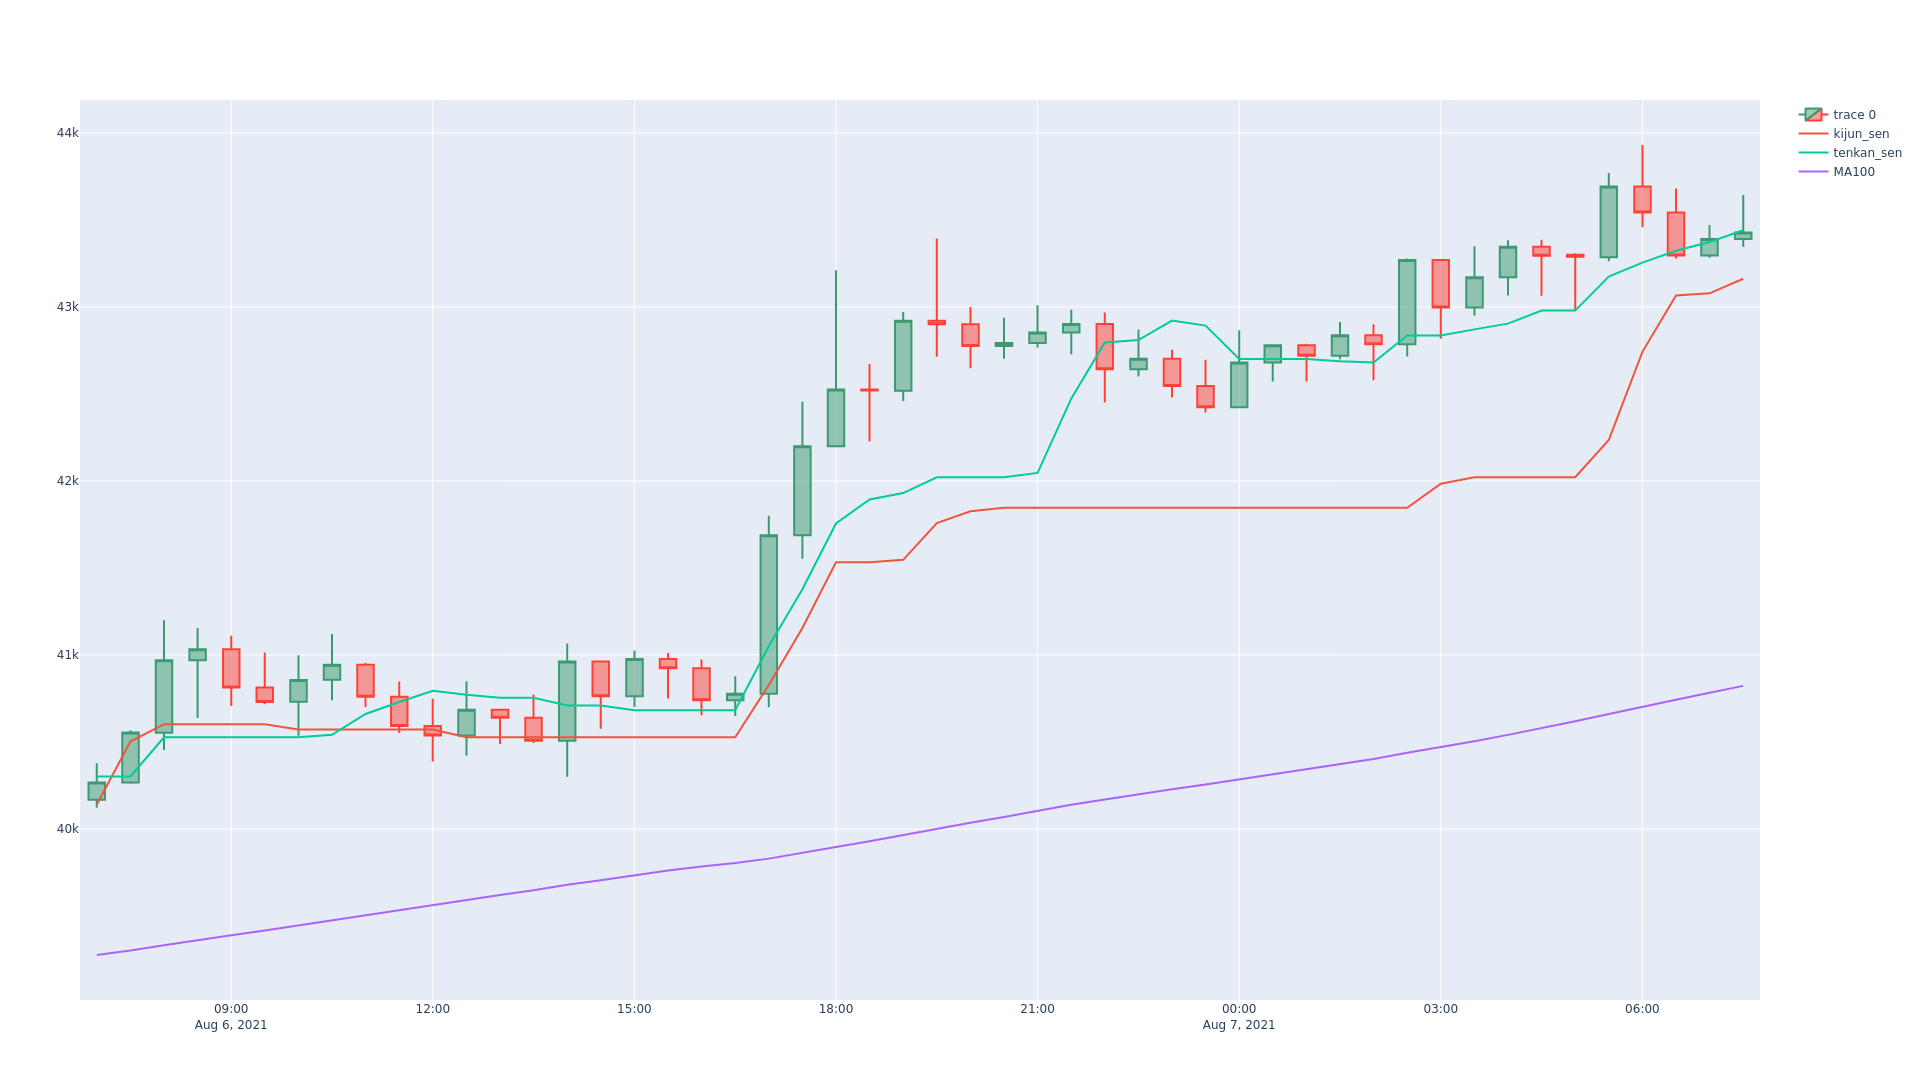 44k
43k
42k
41k
40k
09:00
Aug 6, 2021
12:00
15:00
18:00
21:00
00:00
Aug 7, 2021
03:00
06:00
trace 0
kijun_sen
tenkan_sen
MA100